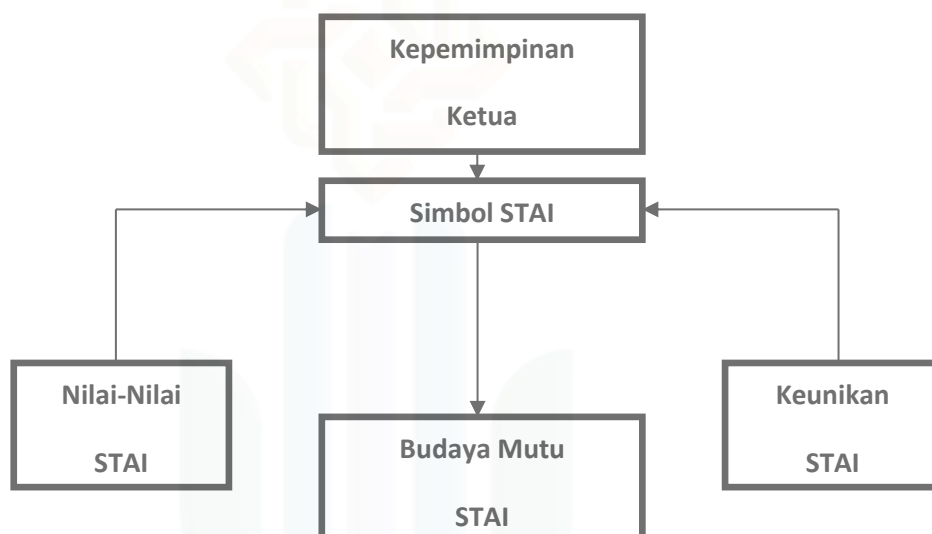 Kepemimpinan
Ketua
Simbol STAI
Nilai-Nilai
STAI
Budaya Mutu
STAI
Keunikan
STAI